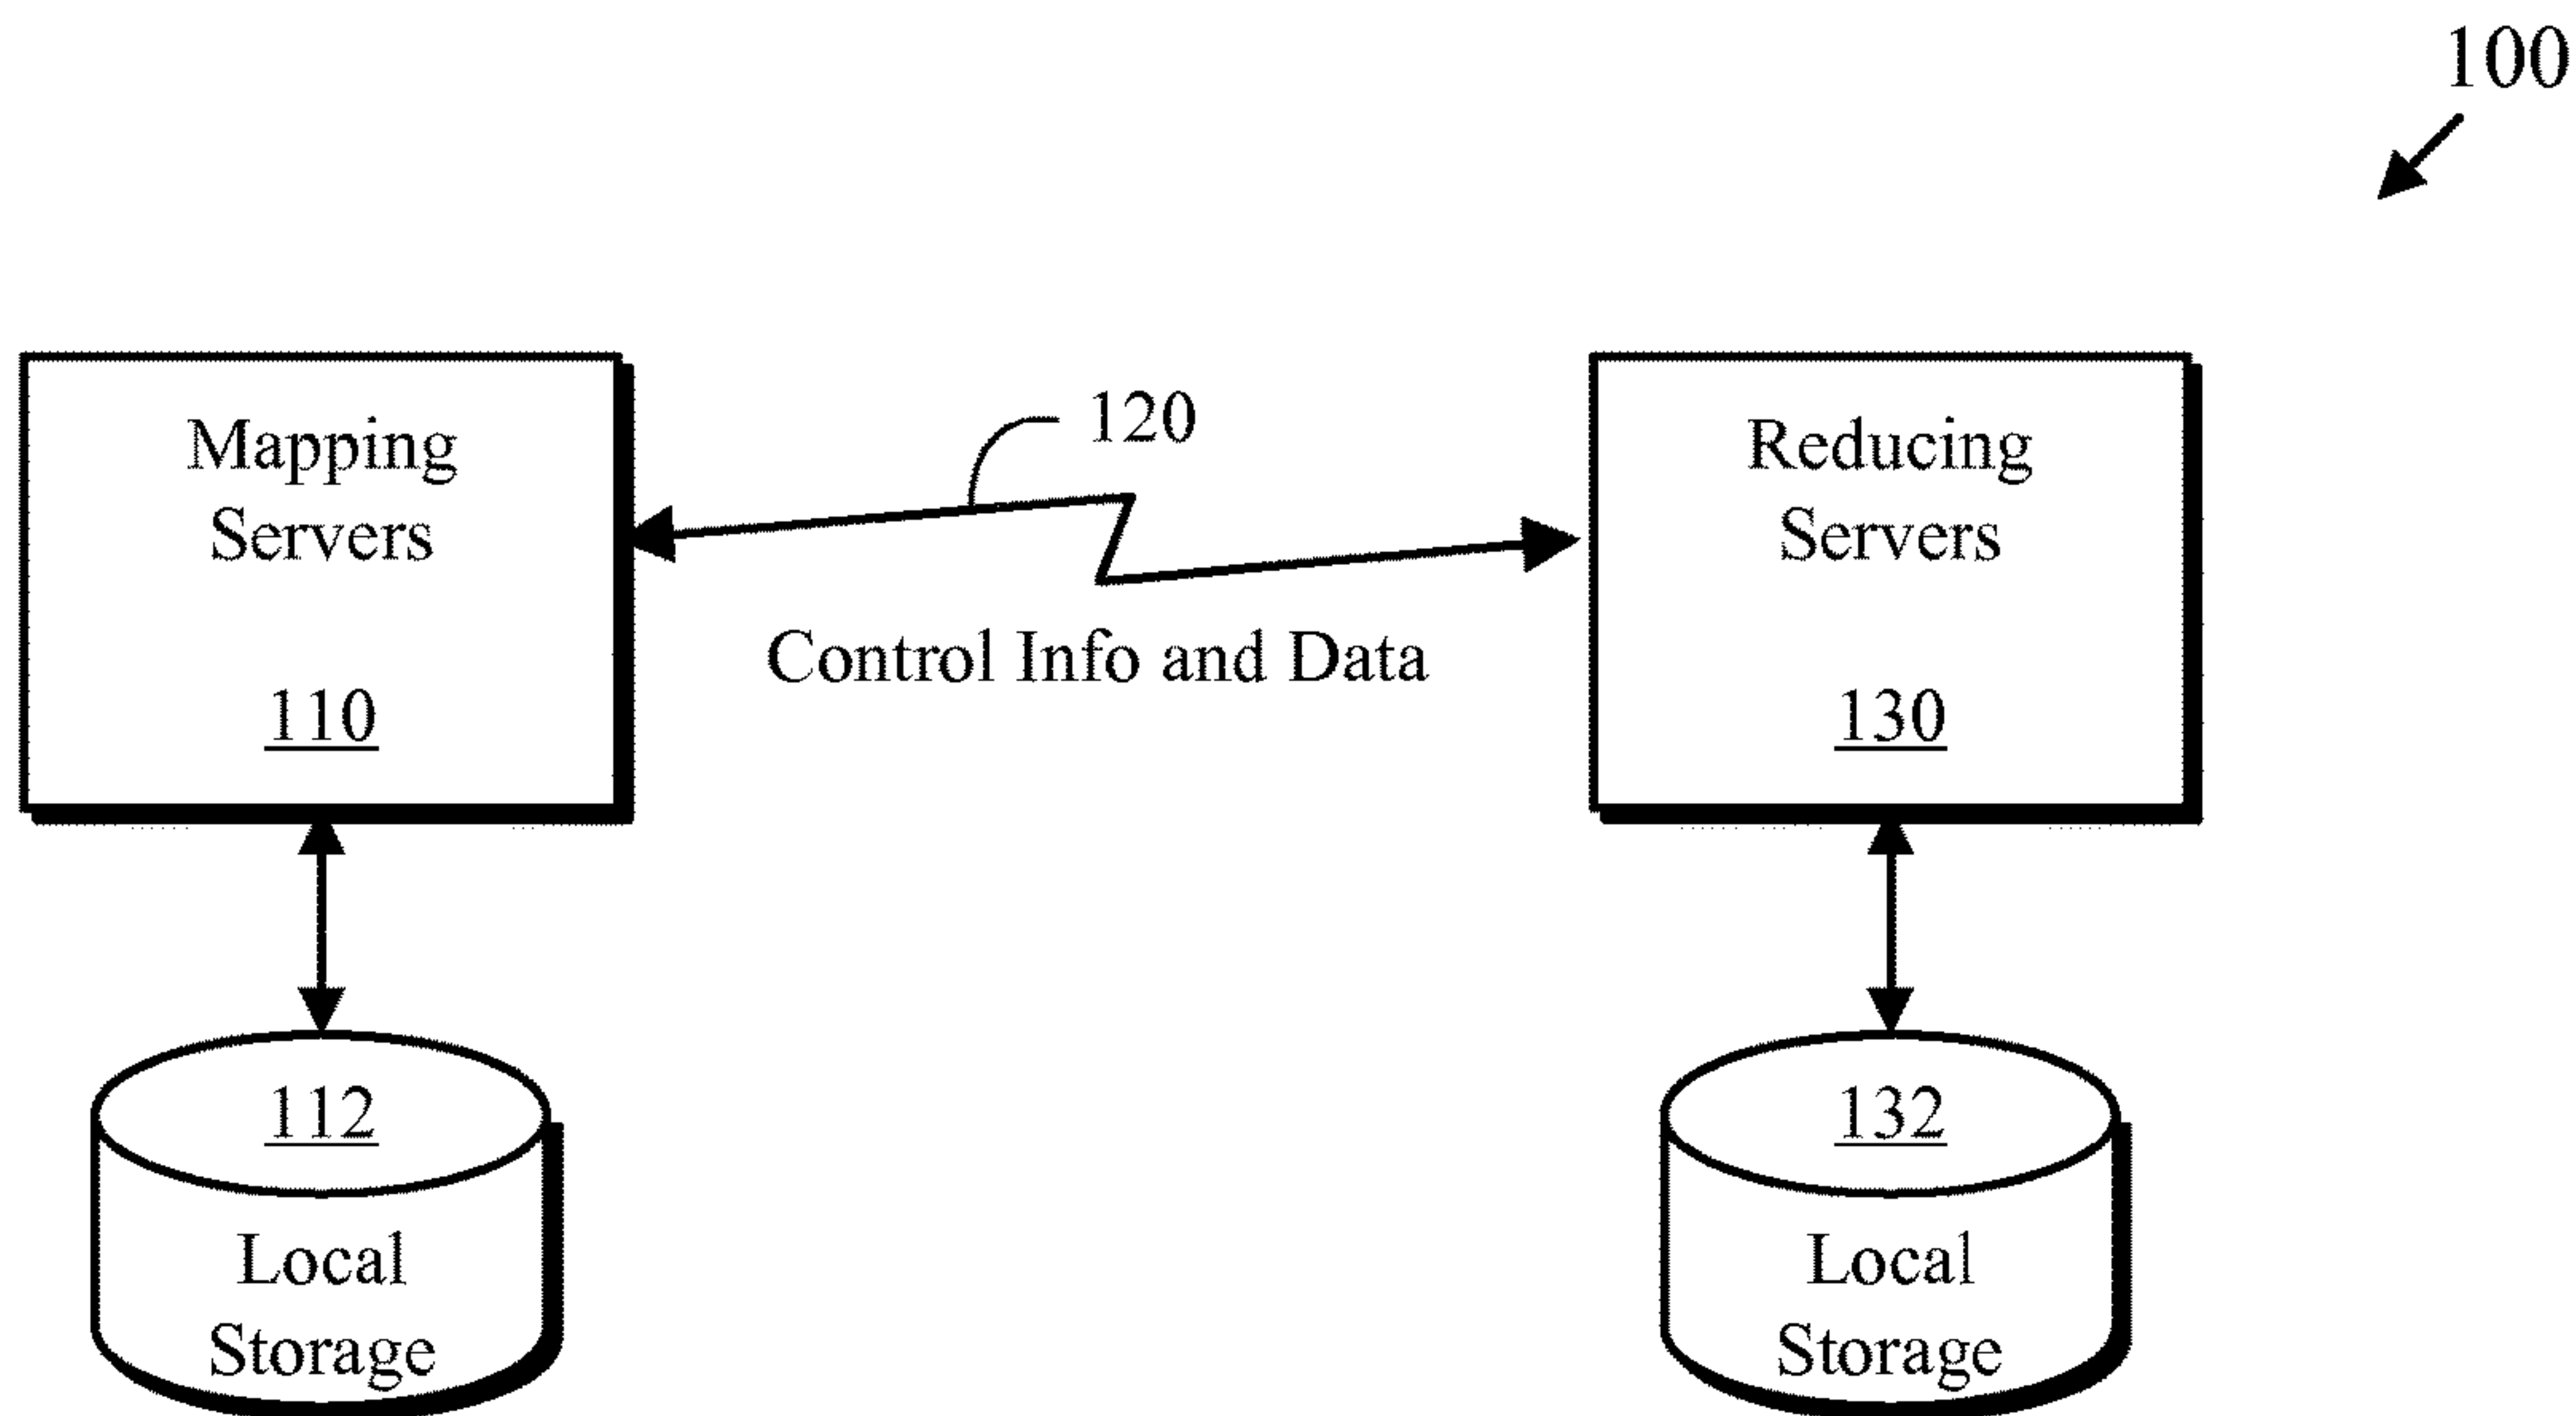 100
Mapping
Servers
110
120
Control Info and Data
Reducing
Servers
130
112
Local
Storage
132
Local
Storage